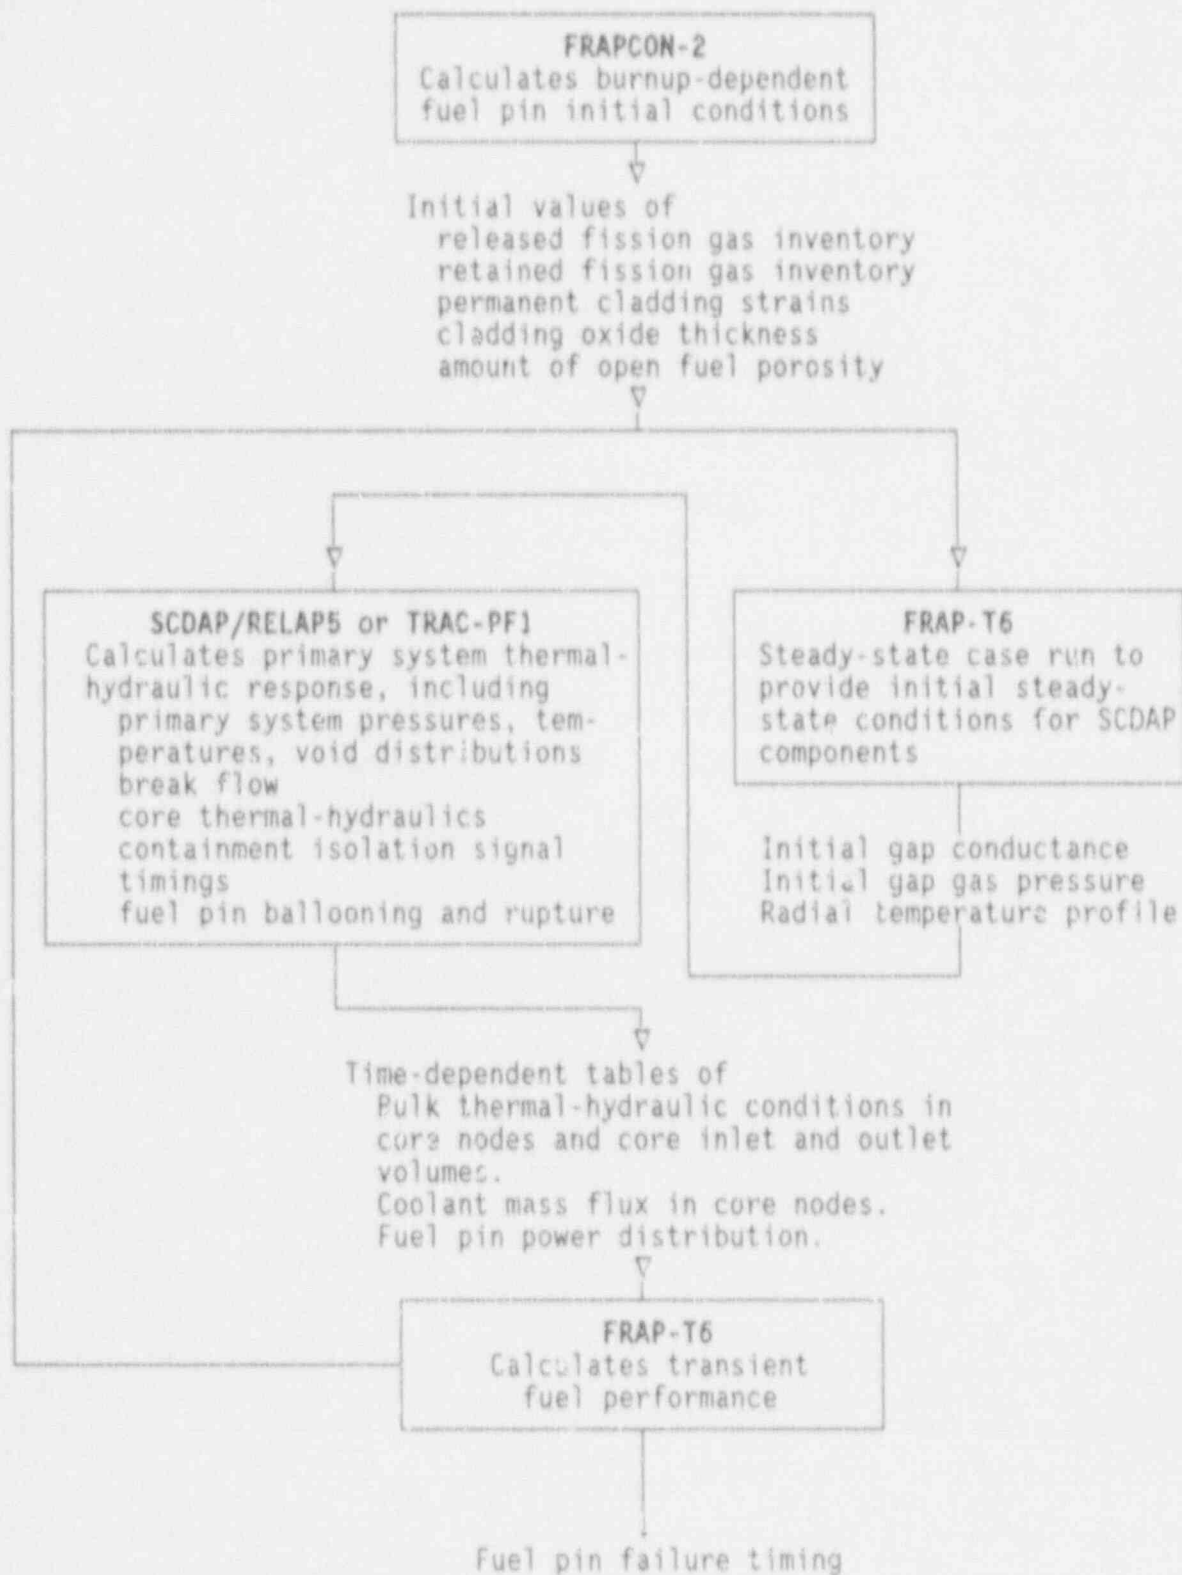 FRAPCON-2
Calculates burnup-dependent
fuel pin initial conditions
Initial values of
released fission gas inventory
retained fission gas inventory
permanent cladding strains
cladding oxide thickness
amount of open fuel porosity
SCDAP/RELAP5 or TRAC-PF1
Calculates primary system thermal-
hydraulic response, including
primary system pressures, tem-
peratures, void distributions
break flow
core thermal-hydraulics
containment isolation signal
timings
fuel pin ballooning and rupture
FRAP-T6
Steady-state case run to
provide initial steady-
state conditions for SCDAP
components
Initial gap conductance
Initial gap gas pressure
Radial temperature profile
Time-dependent tables of
Bulk thermal-hydraulic conditions in
core nodes and core inlet and outlet
volumes.
Coolant mass flux in core nodes.
Fuel pin power distribution.
FRAP-T6
Calculates transient
fuel performance
Fuel pin failure timing